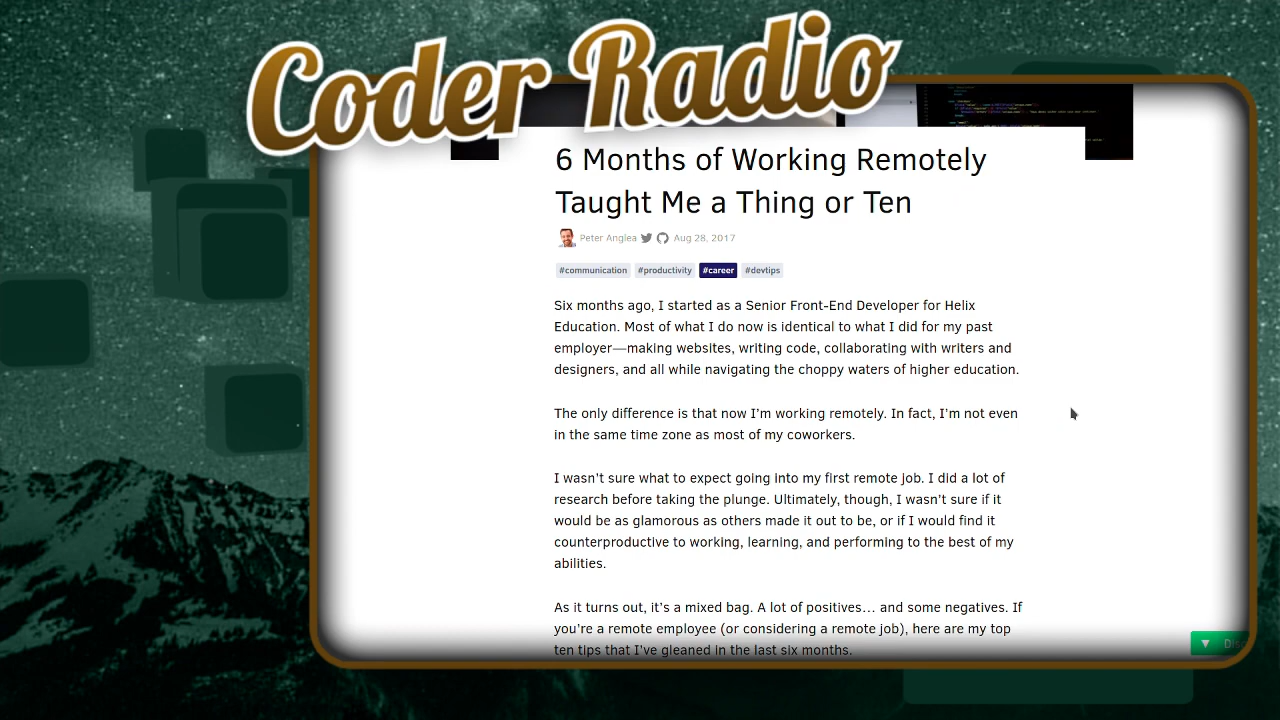 Coder Radio
6 Months of Working Remotely
Taught Me a Thing or Ten
Peter Anglea Aug 28, 2017
#communication #productivity #career #devtips
Six months ago, I started as a Senior Front-End Developer for Helix
Education. Most of what I do now is identical to what I did for my past
employer—making websites, writing code, collaborating with writers and
designers, and all while navigating the choppy waters of higher education.
The only difference is that now I'm working remotely. In fact, I'm not even
in the same time zone as most of my coworkers.
I wasn't sure what to expect going into my first remote job. I did a lot of
research before taking the plunge. Ultimately, though, I wasn't sure if it
would be as glamorous as others made it out to be, or if I would find it
counterproductive to working, learning, and performing to the best of my
abilities.
As it turns out, it's a mixed bag. A lot of positives... and some negatives. If
you're a remote employee (or considering a remote job), here are my top
ten tips that I've gleaned in the last six months.